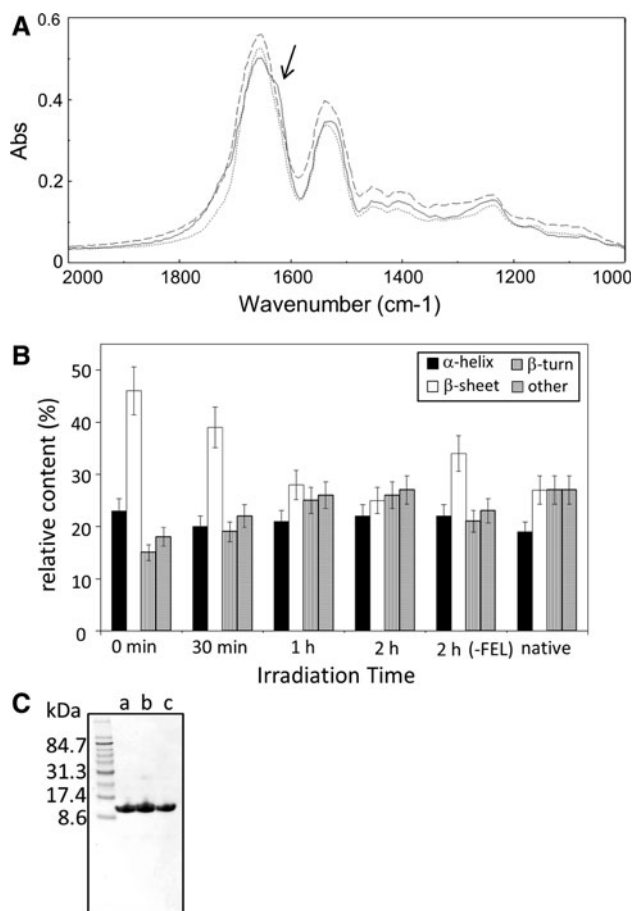 A
0.6
0.4
0.2
0
Abs
2000 1800 1600 1400 1200 1000
Wavenumber (cm-1)
B
50
40
30
20
10
0
relative content (%)
α-helix β-turn
β-sheet other
0 min 30 min 1 h 2 h 2 h (-FEL) native
Irradiation Time
C
kDa a b c
84.7
31.3
17.4
8.6